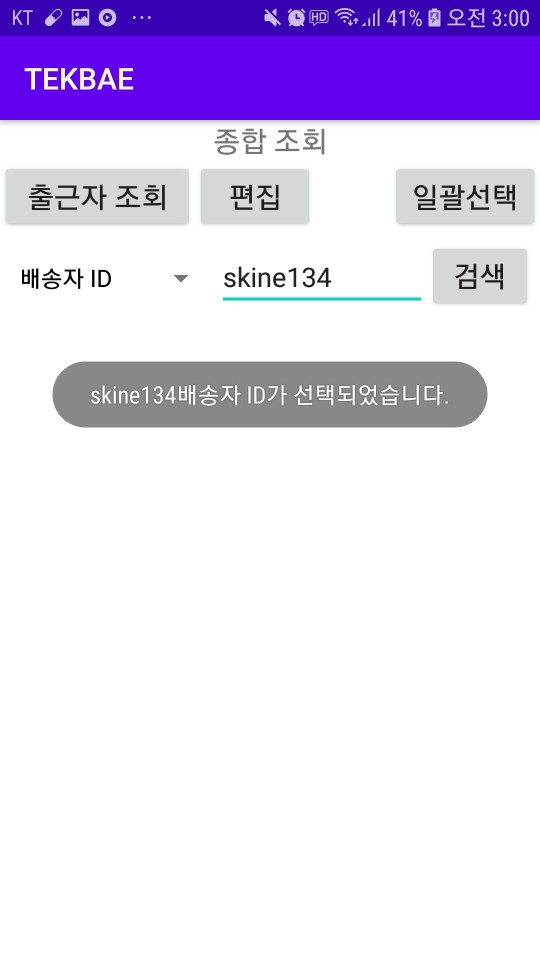 KT ... HD 41% 오전 3:00
TEKBAE
종합 조회
출근자 조회 편집 일괄선택
배송자 ID skine134 검색
skine134배송자 ID가 선택되었습니다.